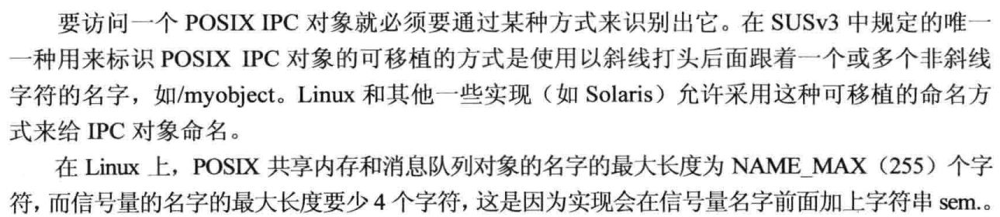 要访问一个 POSIX IPC 对象就必须要通过某种方式来识别出它。在 SUSv3 中规定的唯一
一种用来标识 POSIX IPC 对象的可移植的方式是使用以斜线打头后面跟着一个或多个非斜线
字符的名字，如/myobject。Linux 和其他一些实现（如 Solaris）允许采用这种可移植的命名方
式来给 IPC 对象命名。
在 Linux 上，POSIX 共享内存和消息队列对象的名字的最大长度为 NAME_MAX（255）个字
符，而信号量的名字的最大长度要少 4 个字符，这是因为实现会在信号量名字前面加上字符串 sem.。